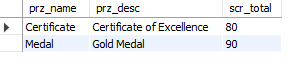 prz_name prz_desc scr_total
Certificate Certificate of Excellence 80
Medal Gold Medal 90